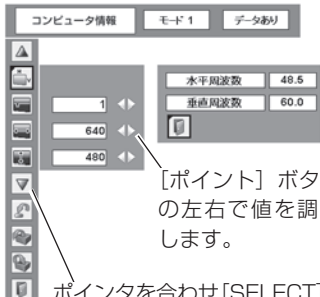 コンピュータ情報 モード 1 データあり
水平周波数 48.5
垂直周波数 60.0
1
640
480
［ポイント］ボタ
の左右で値を調
します。
ポインタを合わせ［SELECT］